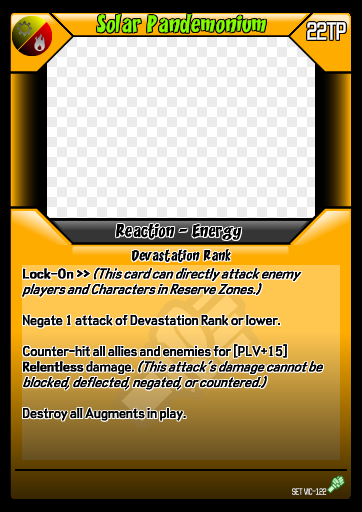 Solar Pandemonium
22TP
Reaction - Energy
Devastation Rank
Lock-On >> (This card can directly attack enemy
players and Characters in Reserve Zones.)
Negate 1 attack of Devastation Rank or lower.
Counter-hit all allies and enemies for [PLV+15]
Relentless damage. (This attack's damage cannot be
blocked, deflected, negated, or countered.)
Destroy all Augments in play.
SET VIC-122